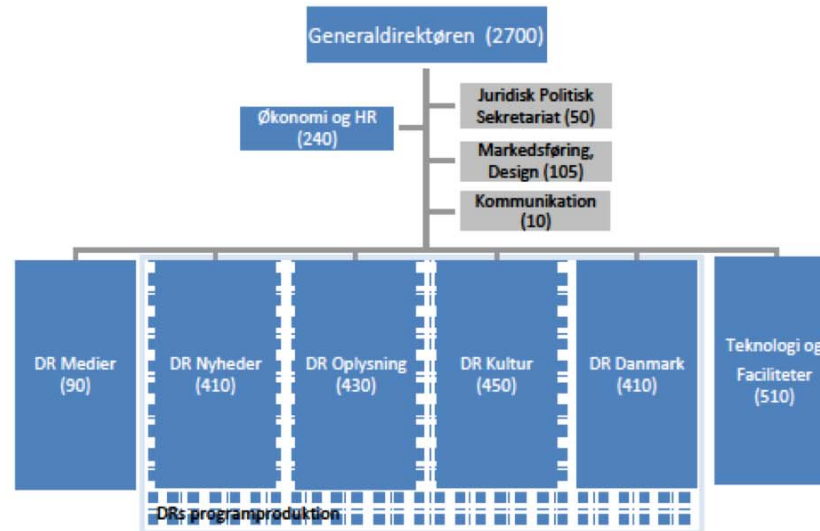 Generaldirektøren (2700)
Økonomi og HR
(240)
Juridisk Politisk
Sekretariat (50)
Markedsføring,
Design (105)
Kommunikation
(10)
DR Medier
(90)
DR Nyheder
(410)
DR Oplysning
(430)
DR Kultur
(450)
DR Danmark
(410)
Teknologi og
Faciliteter
(510)
DRs programproduktion